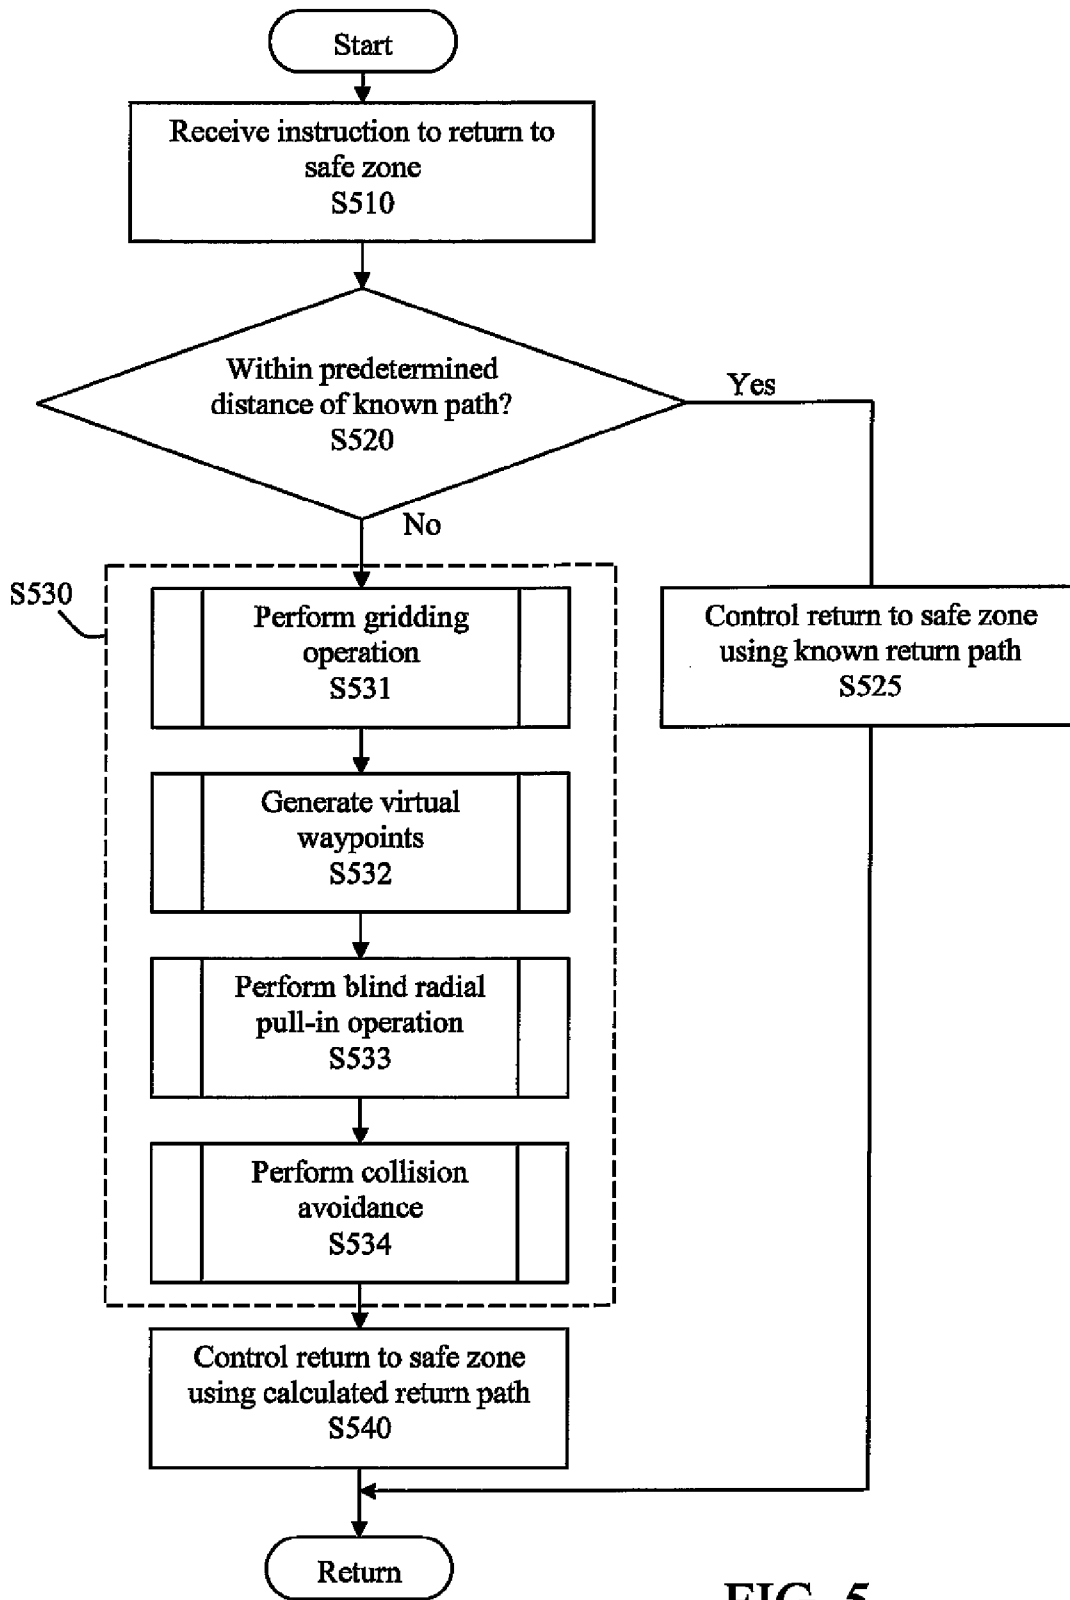 Start
Receive instruction to return to
safe zone
S510
Within predetermined
distance of known path?
S520
Yes
No
S530
Perform gridding
operation
S531
Control return to safe zone
using known return path
S525
Generate virtual
waypoints
S532
Perform blind radial
pull-in operation
S533
Perform collision
avoidance
S534
Control return to safe zone
using calculated return path
S540
Return
FIG. 5